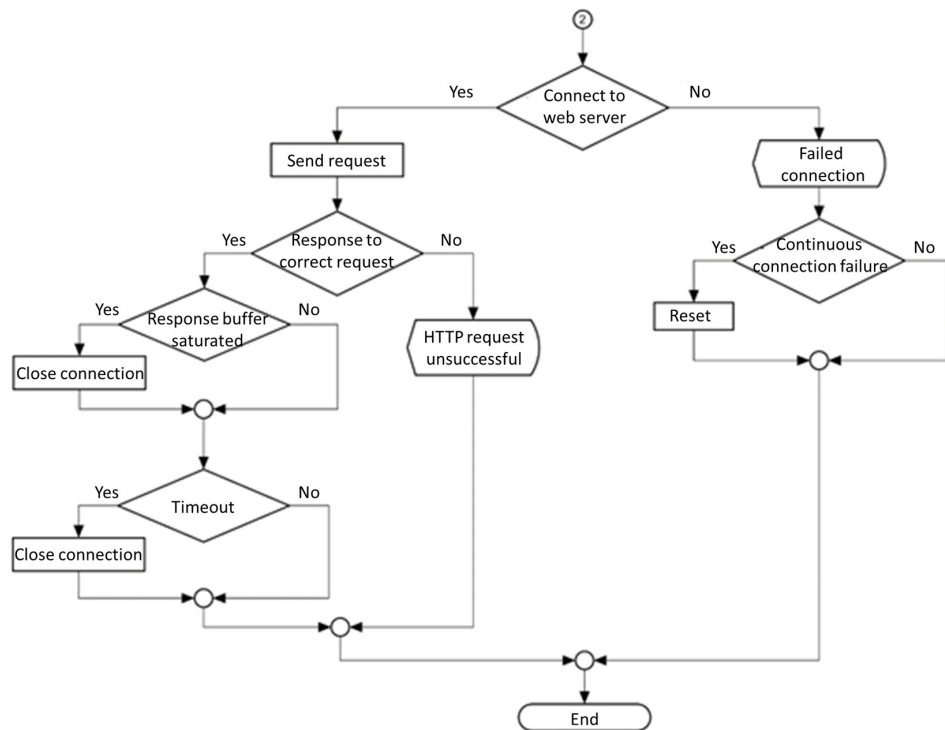 2
Yes
Connect to
web server
No
Send request
Failed
connection
Yes
Response to
correct request
No
Yes
Continuous
connection failure
No
Yes
Response buffer
saturated
No
HTTP request
unsuccessful
Reset
Close connection
Yes
Timeout
No
Close connection
End